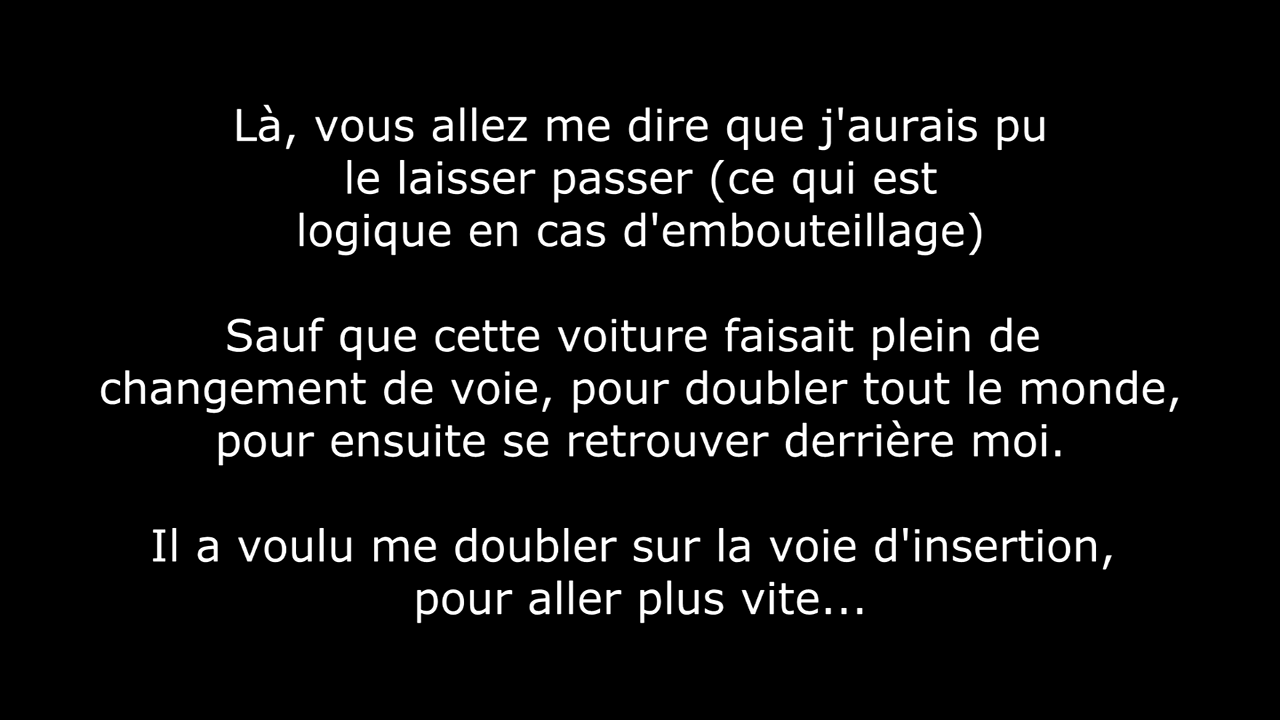 Là, vous allez me dire que j'aurais pu
le laisser passer (ce qui est
logique en cas d'embouteillage)
Sauf que cette voiture faisait plein de
changement de voie, pour doubler tout le monde,
pour ensuite se retrouver derrière moi.
Il a voulu me doubler sur la voie d'insertion,
pour aller plus vite...